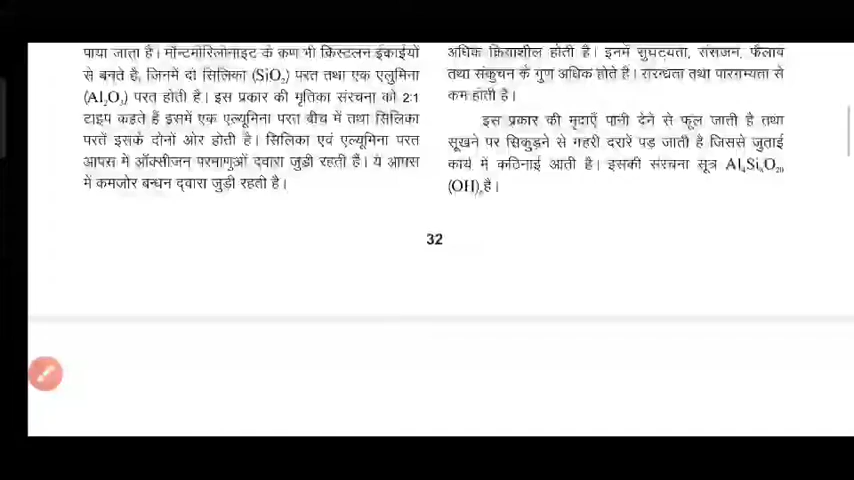 पाया जाता है। मॉन्टमोरिलोनाइट के कण भी क्रिस्टलन ईकाईयों
से बनते है, जिनमें दो सिलिका (SiO₂) परत तथा एक एलुमिना
(Al₂O₃) परत होती है। इस प्रकार की मृतिका संरचना को 2:1
टाइप कहते हैं इसमें एक एल्यूमिना परत बीच में तथा सिलिका
परतें इसके दोनों ओर होती है। सिलिका एवं एल्यूमिना परत
आपस में ऑक्सीजन परमाणुओं द्वारा जुड़ी रहती हैं। ये आपस
में कमजोर बन्धन द्वारा जुड़ी रहती है।
अधिक क्रियाशील होती है। इनमें सुघट्यता, संसंजन, फैलाव
तथा संकुचन के गुण अधिक होते हैं। सरन्ध्रता तथा पारगम्यता से
कम होती है।
इस प्रकार की मृदाएँ पानी देने से फूल जाती है तथा
सूखने पर सिकुड़ने से गहरी दरारें पड़ जाती है जिससे जुताई
कार्य में कठिनाई आती है। इसकी संरचना सूत्र Al₄Si₈O₂₀
(OH) है।
32